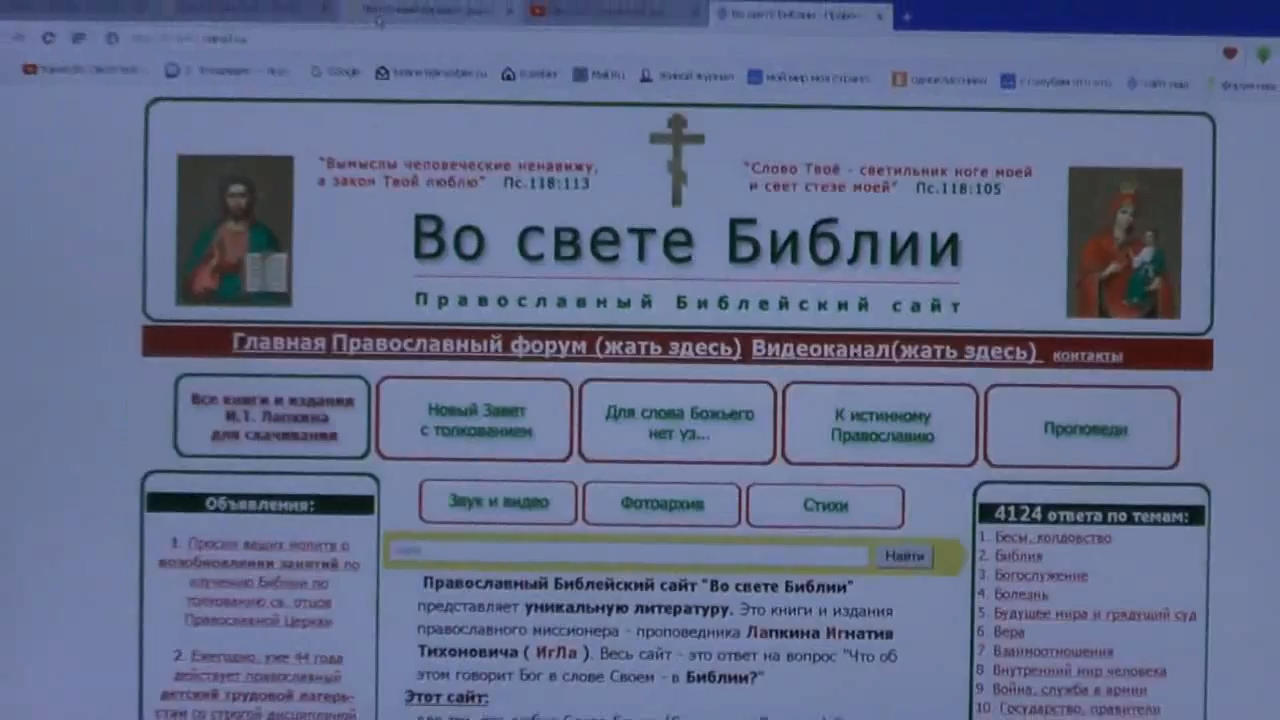 Google
Mail.Ru
"Вымыслы человеческие ненавижу,
а закон Твой люблю" Пс.118:113
"Слово Твоё - светильник ноге моей
и свет стезе моей" Пс.118:105
Во свете Библии
Православный Библейский сайт
Главная Православный форум (жать здесь) Видеоканал(жать здесь) контакты
Все книги и издания
И.Т. Лапкина
для скачивания
Новый Завет
с толкованием
Для слова Божьего
нет уз...
К истинному
Православию
Проповеди
Звук и видео
Фотоархив
Стихи
Найти
Объявления:
1. Просим ваших молитв о
возобновлении занятий по
изучению Библии по
толкованию св. отцов
Православной Церкви
2. Ежегодно, уже 44 года
действует православный
детский трудовой лагерь-
стан со строгой дисциплиной
Православный Библейский сайт "Во свете Библии"
представляет уникальную литературу. Это книги и издания
православного миссионера - проповедника Лапкина Игнатия
Тихоновича ( ИгЛа ). Весь сайт - это ответ на вопрос "Что об
этом говорит Бог в слове Своем - в Библии?"
Этот сайт:
4124 ответа по темам:
1. Бесы, колдовство
2. Библия
3. Богослужение
4. Болезнь
5. Будущее мира и грядущий суд
6. Вера
7. Взаимоотношения
8 Внутренний мир человека
9 Война, служба в армии
10. Государство, правители